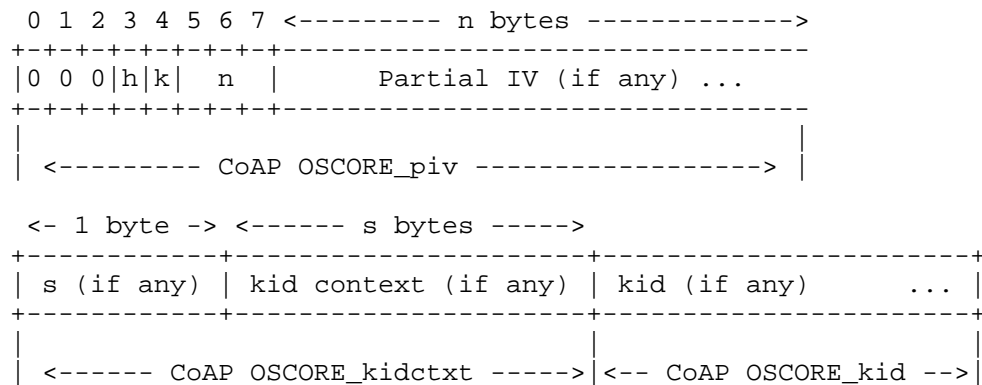 0 1 2 3 4 5 6 7 <--------- n bytes ------------->
+-+-+-+-+-+-+-+-+---------------------------------
|0 0 0|h|k|  n  |      Partial IV (if any) ...
+-+-+-+-+-+-+-+-+---------------------------------
|                                                |
| <--------- CoAP OSCORE_piv ------------------> |
 <- 1 byte -> <------ s bytes ----->
+------------+----------------------+-----------------------+
| s (if any) | kid context (if any) | kid (if any)      ... |
+------------+----------------------+-----------------------+
|                                   |                       |
| <------ CoAP OSCORE_kidctxt ----->|<-- CoAP OSCORE_kid -->|